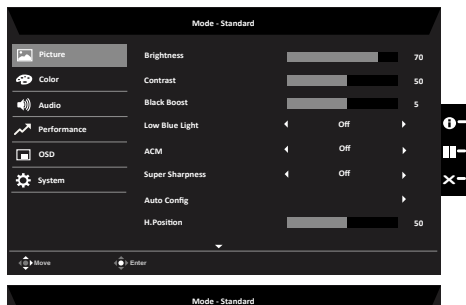 Mode - Standard
Picture
Brightness 70
Color
Contrast 50
Audio
Black Boost 5
Performance
Low Blue Light Off
OSD
ACM Off
System
Super Sharpness Off
Auto Config
H.Position 50
Move Enter
Mode - Standard